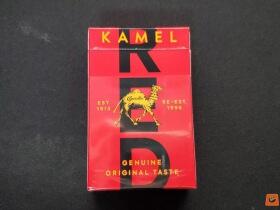 KAMEL
RED
EST
1913
RE-EST.
1996
GENUINE
ORIGINAL TASTE